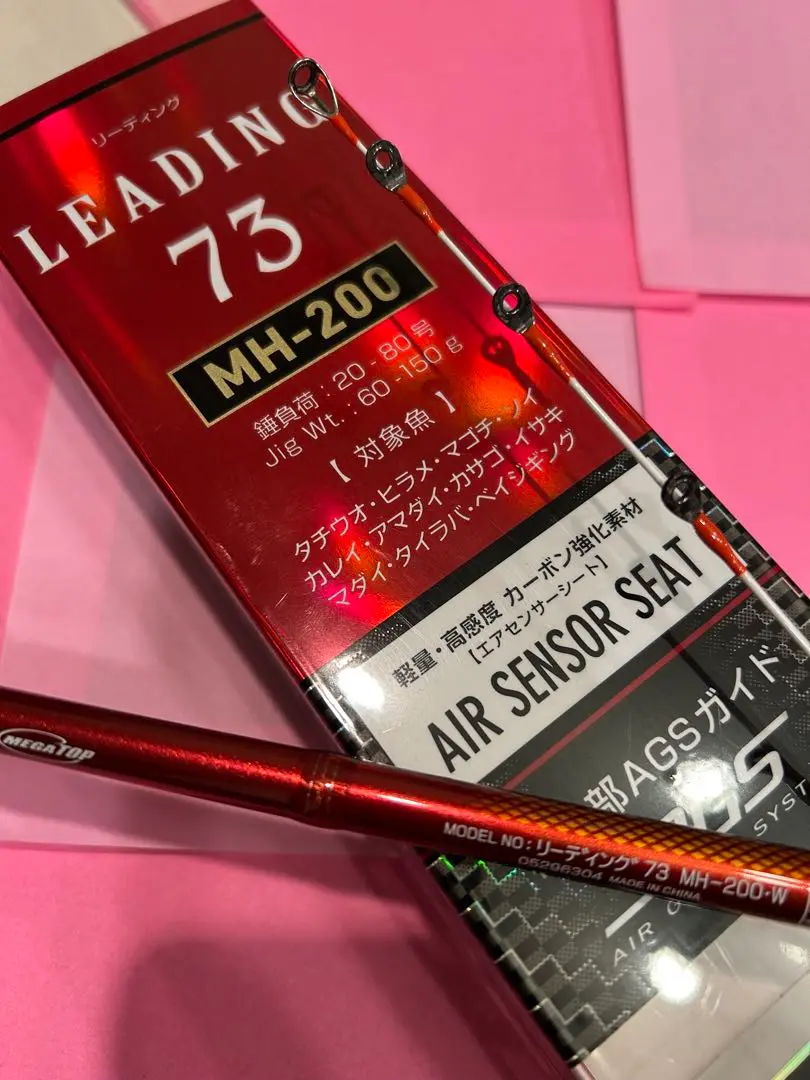 リーディング
LEADING
73
MH-200
錘負荷：20-80号
Jig Wt.：60-150g
【対象魚】
タチウオ・ヒラメ・マゴチ・
カレイ・アマダイ・カサゴ・イサキ
マダイ・タイラバ・ベイジギング
軽量・高感度 カーボン強化素材
【エアセンサーシート】
AIR SENSOR SEAT
部AGSガイド
MEGATOP
MODEL NO：リーディング 73 MH-200・W
05296304 MADE IN CHINA
AIR